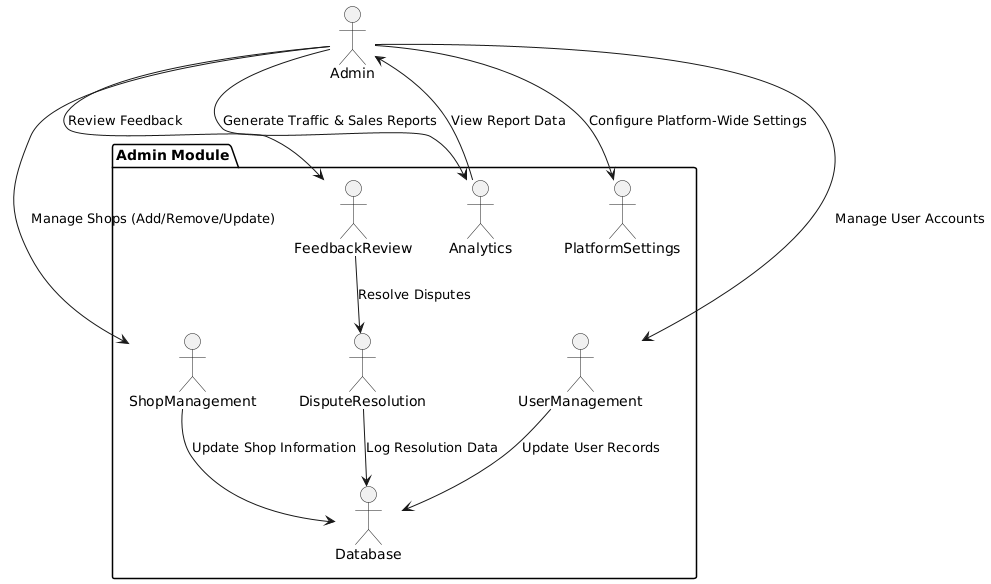 Admin
Review Feedback
Generate Traffic & Sales Reports
View Report Data
Configure Platform-Wide Settings
Admin Module
Manage Shops (Add/Remove/Update)
Manage User Accounts
FeedbackReview
Analytics
PlatformSettings
Resolve Disputes
ShopManagement
DisputeResolution
UserManagement
Update Shop Information
Log Resolution Data
Update User Records
Database